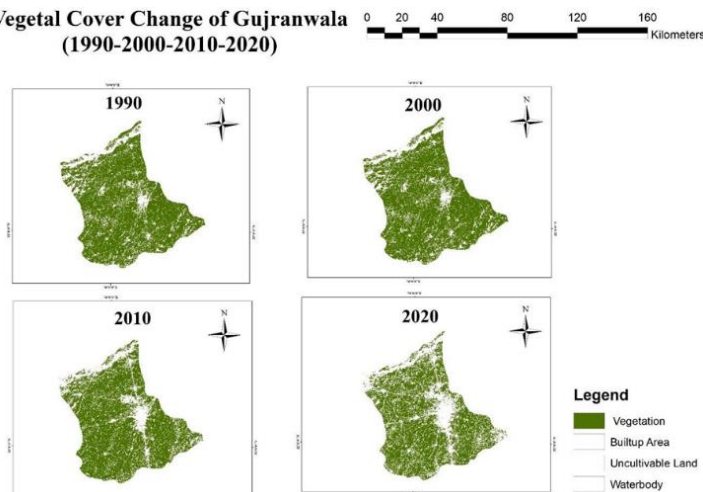 Vegetal Cover Change of Gujranwala
(1990-2000-2010-2020)
0 20 40 80 120 160
Kilometers
1990
N
2000
N
2010
N
2020
N
Legend
Vegetation
Builtup Area
Uncultivable Land
Waterbody